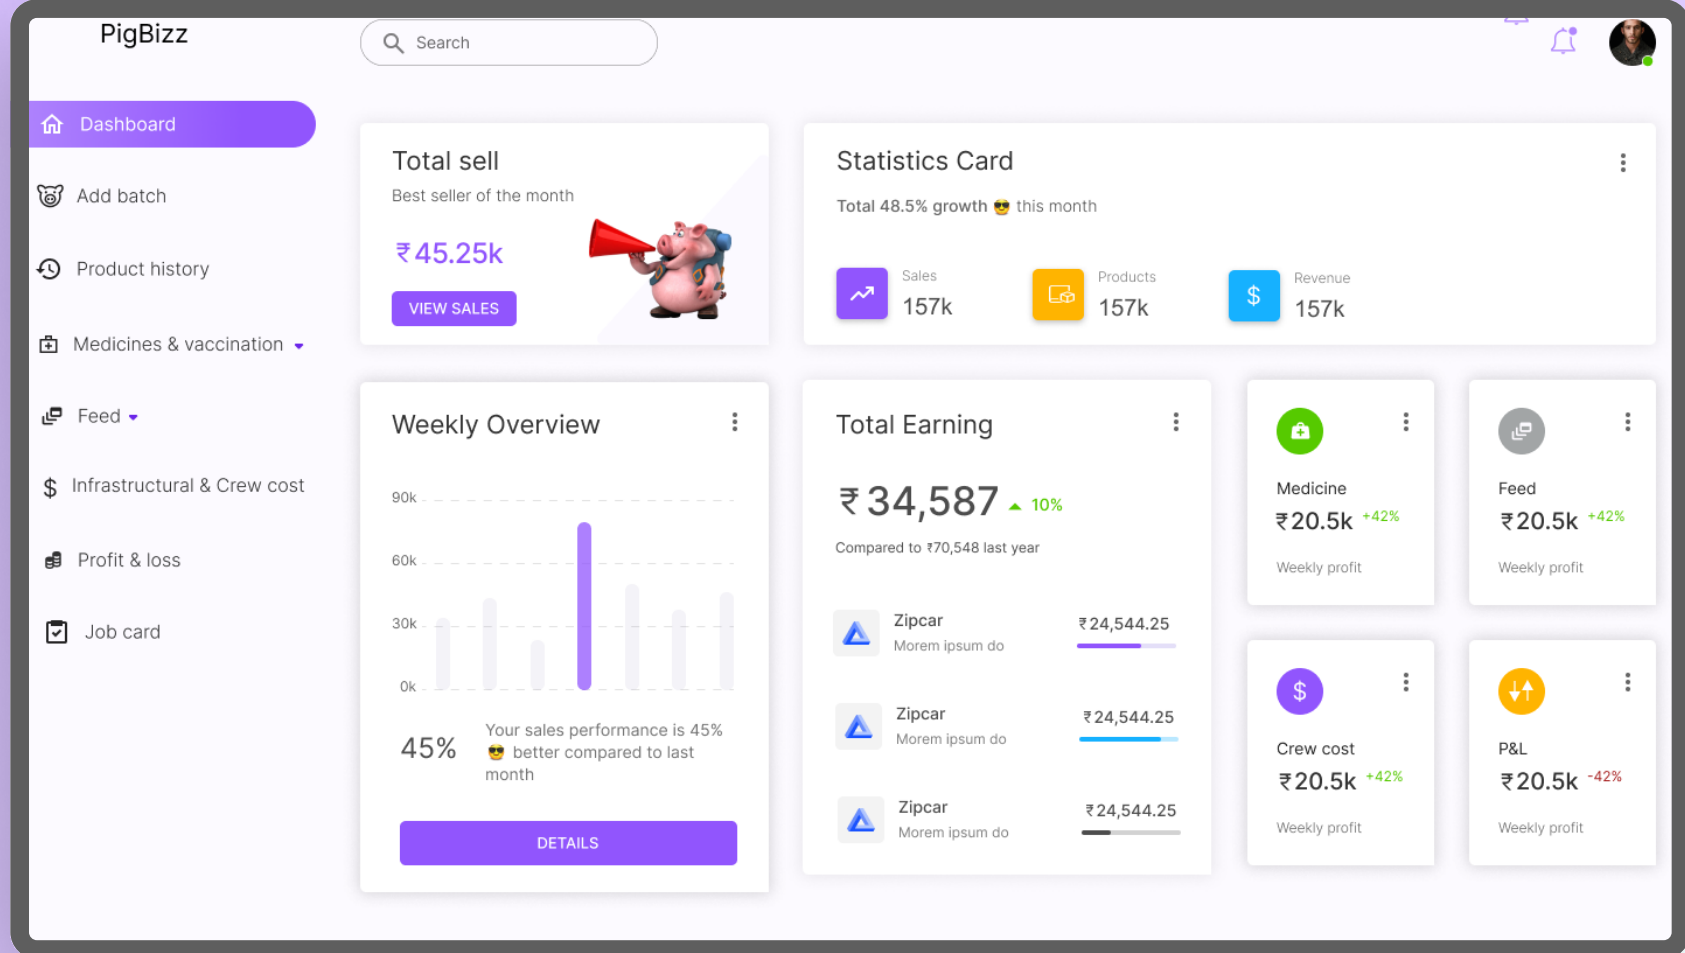 PigBizz
Search
Dashboard
Add batch
Product history
Medicines & vaccination
Feed
Infrastructural & Crew cost
Profit & loss
Job card
Total sell
Best seller of the month
₹45.25k
VIEW SALES
Statistics Card
Total 48.5% growth 😎 this month
Sales
157k
Products
157k
$
Revenue
157k
Weekly Overview
90k
60k
30k
0k
45%
Your sales performance is 45%
😎 better compared to last
month
DETAILS
Total Earning
₹34,587 10%
Compared to ₹70,548 last year
Zipcar
Morem ipsum do
₹24,544.25
Zipcar
Morem ipsum do
₹24,544.25
Zipcar
Morem ipsum do
₹24,544.25
Medicine
₹20.5k +42%
Weekly profit
Feed
₹20.5k +42%
Weekly profit
$
Crew cost
₹20.5k +42%
Weekly profit
P&L
₹20.5k -42%
Weekly profit